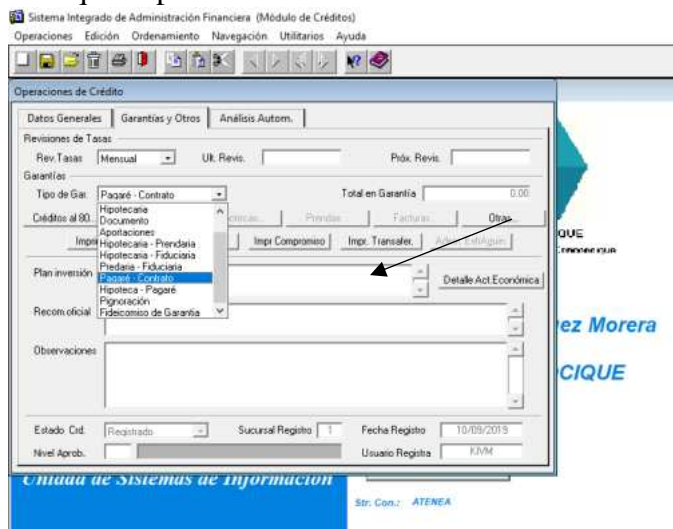 Sistema Integrado de Administración Financiera (Módulo de Créditos)
Operaciones Edición Ordenamiento Navegación Utilitarios Ayuda
Operaciones de Crédito
Datos Generales Garantías y Otros Análisis Autom.
Revisiones de Tasas
Rev.Tasas Mensual Ult. Revis. Próx. Revis.
Garantías
Tipo de Gar. Pagaré - Contrato Total en Garantía 0.00
Créditos al 80... Prendas Facturas Otras...
Impr Compromiso Impr. Transfer.
Hipotecaria
Documento
Aportaciones
Hipotecaria - Prendaria
Hipotecaria - Fiduciaria
Predaria - Fiduciaria
Pagaré - Contrato
Hipoteca - Pagaré
Pignoración
Fideicomiso de Garantía
Plan inversión Detalle Act.Económica
Recom.oficial
Observaciones
Estado Crd. Registrado Sucursal Registro 1 Fecha Registro 10/09/2019
Nivel Aprob. Usuario Registra KJVM
QUE
ez Morera
CIQUE
Unidad de Sistemas de Información
Str. Con.: ATENEA